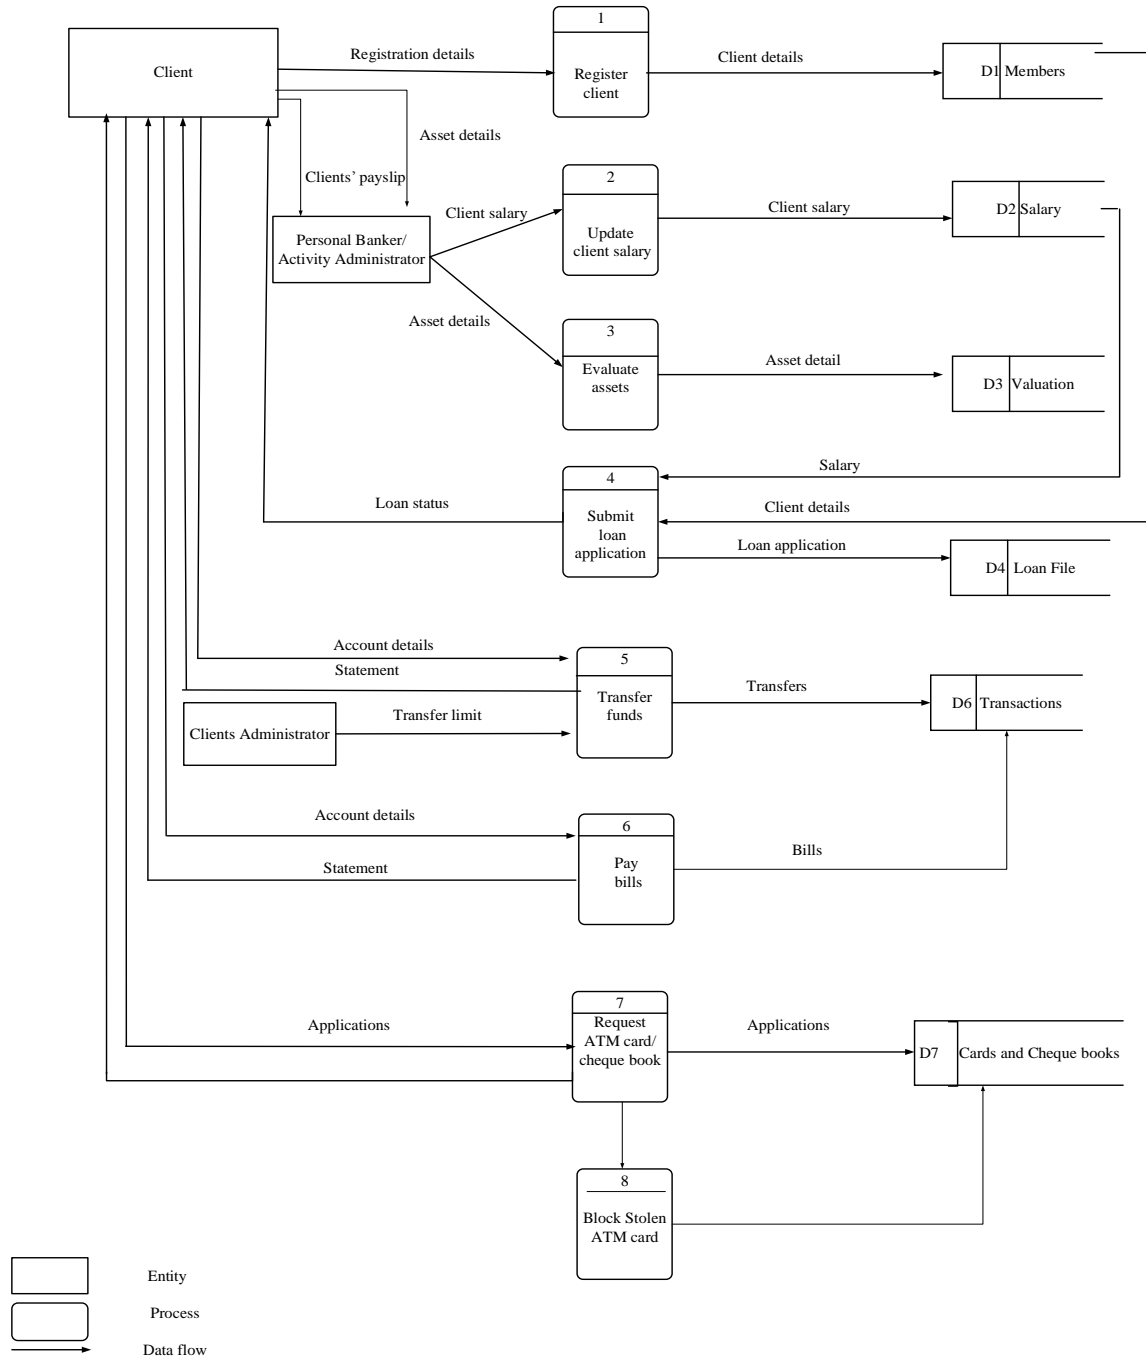 1
Registration details
Client details
Client
Register
client
D1 Members
Asset details
Clients' payslip
2
Client salary
Client salary
D2 Salary
Personal Banker/
Activity Administrator
Update
client salary
Asset details
3
Evaluate
assets
Asset detail
D3 Valuation
Salary
4
Loan status
Submit
loan
application
Client details
Loan application
D4 Loan File
Account details
Statement
5
Transfer
funds
Transfers
D6 Transactions
Clients Administrator
Transfer limit
Account details
6
Pay
bills
Bills
Statement
7
Request
ATM card/
cheque book
Applications
Applications
D7 Cards and Cheque books
8
Block Stolen
ATM card
Entity
Process
Data flow